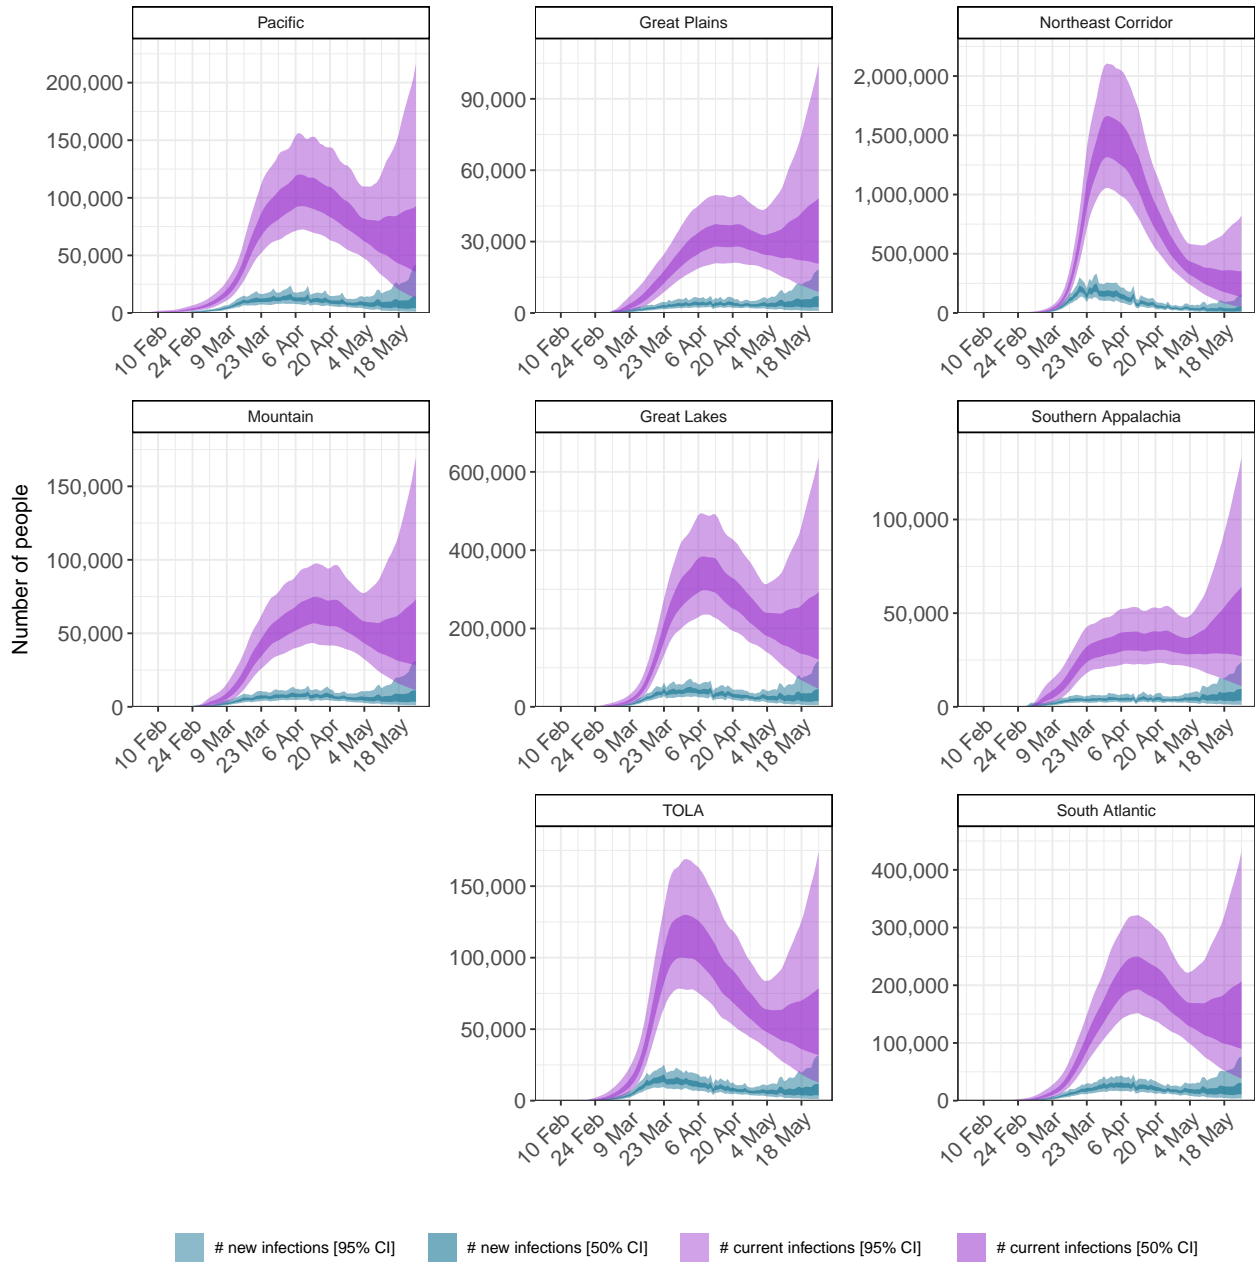 Pacific
Great Plains
Northeast Corridor
200,000
150,000
100,000
50,000
0
90,000
60,000
30,000
0
2,000,000
1,500,000
1,000,000
500,000
0
10 Feb 24 Feb 9 Mar 23 Mar 6 Apr 20 Apr 4 May 18 May
10 Feb 24 Feb 9 Mar 23 Mar 6 Apr 20 Apr 4 May 18 May
10 Feb 24 Feb 9 Mar 23 Mar 6 Apr 20 Apr 4 May 18 May
Number of people
Mountain
Great Lakes
Southern Appalachia
150,000
100,000
50,000
0
600,000
400,000
200,000
0
100,000
50,000
0
10 Feb 24 Feb 9 Mar 23 Mar 6 Apr 20 Apr 4 May 18 May
10 Feb 24 Feb 9 Mar 23 Mar 6 Apr 20 Apr 4 May 18 May
10 Feb 24 Feb 9 Mar 23 Mar 6 Apr 20 Apr 4 May 18 May
TOLA
South Atlantic
150,000
100,000
50,000
0
400,000
300,000
200,000
100,000
0
10 Feb 24 Feb 9 Mar 23 Mar 6 Apr 20 Apr 4 May 18 May
10 Feb 24 Feb 9 Mar 23 Mar 6 Apr 20 Apr 4 May 18 May
# new infections [95% CI] # new infections [50% CI] # current infections [95% CI] # current infections [50% CI]